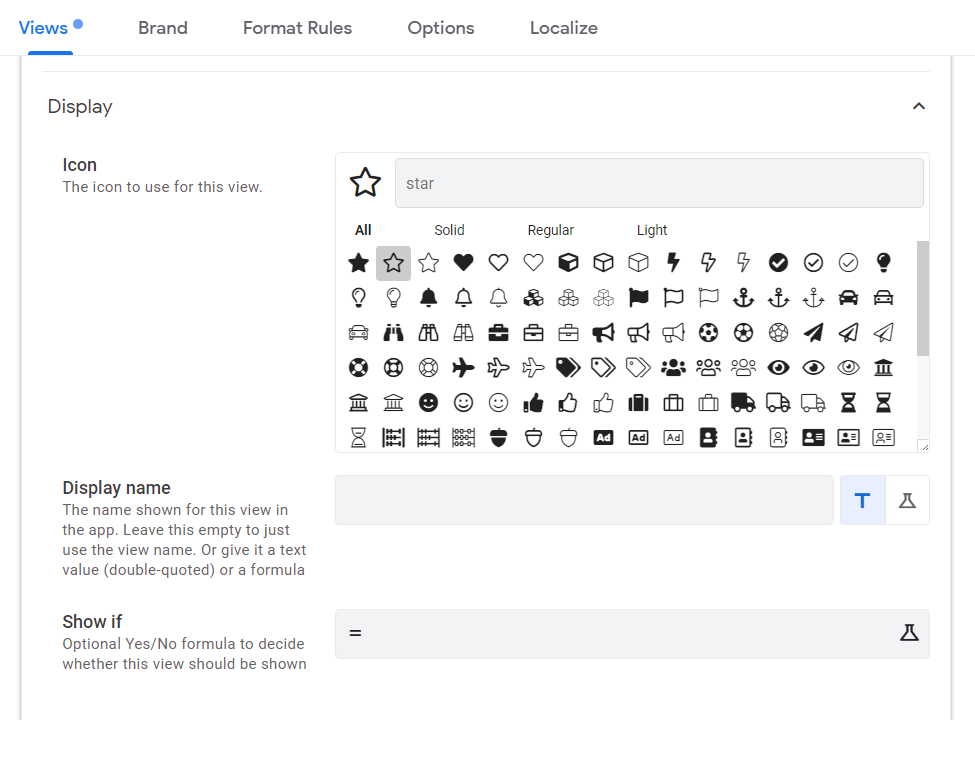 Views Brand Format Rules Options Localize
Display
Icon
The icon to use for this view.
star
All Solid Regular Light
Ad Ad Ad
Display name
The name shown for this view in
the app. Leave this empty to just
use the view name. Or give it a text
value (double-quoted) or a formula
T
Show if
Optional Yes/No formula to decide
whether this view should be shown
=